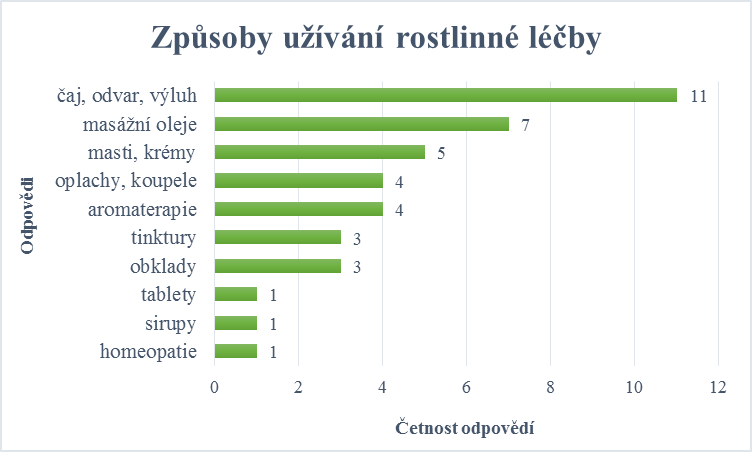 Způsoby užívání rostlinné léčby
Odpovědi
čaj, odvar, výluh 11
masážní oleje 7
masti, krémy 5
oplachy, koupele 4
aromaterapie 4
tinktury 3
obklady 3
tablety 1
sirupy 1
homeopatie 1
0 2 4 6 8 10 12
Četnost odpovědí